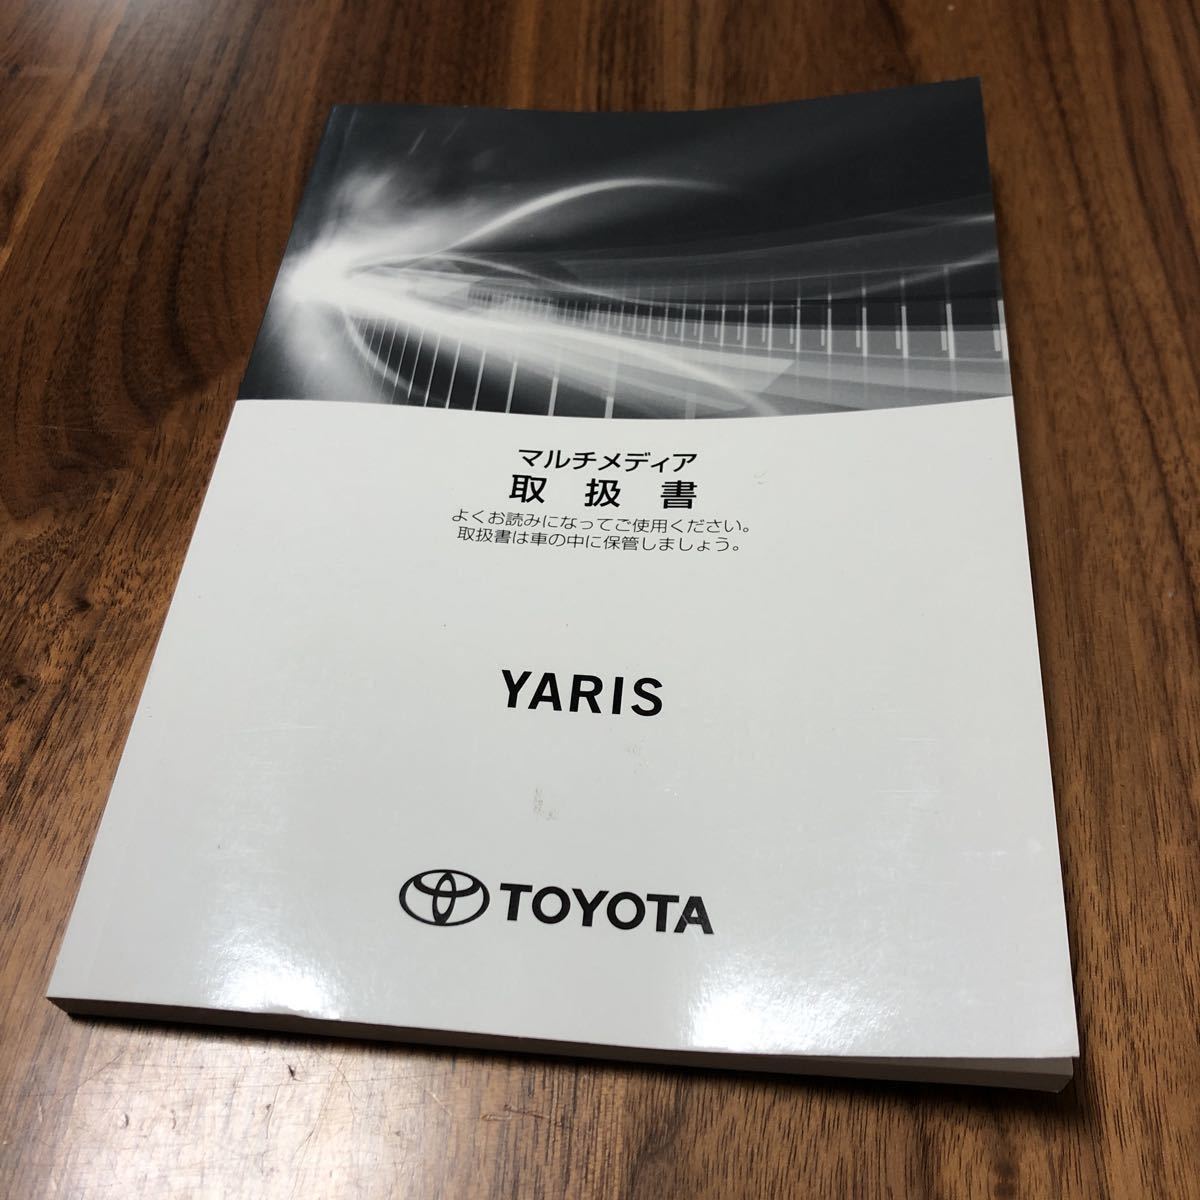 マルチメディア
取扱書
よくお読みになってご使用ください。
取扱書は車の中に保管しましょう。
YARIS
TOYOTA